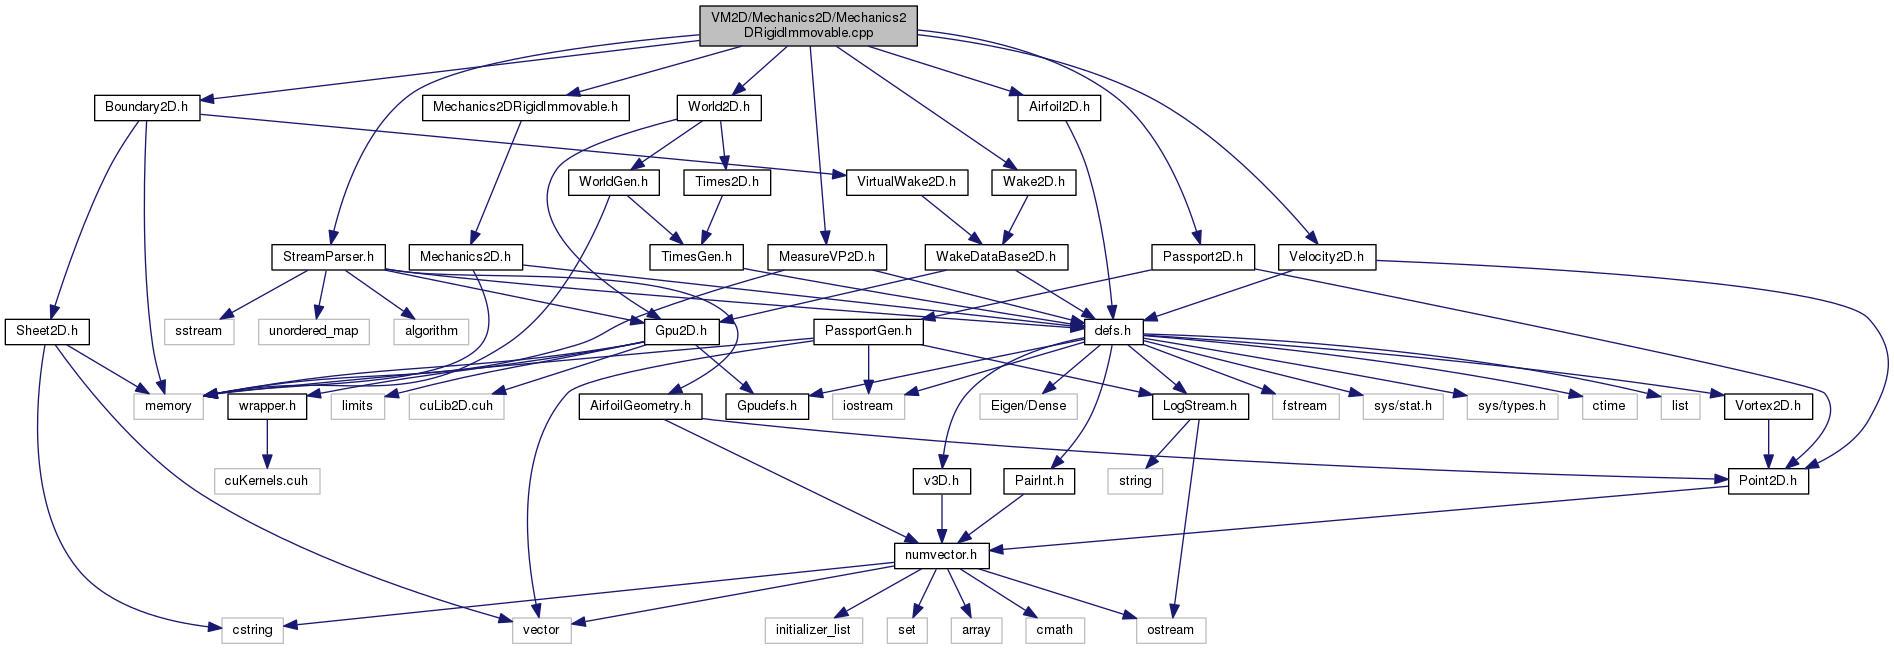 VM2D/Mechanics2D/Mechanics2
DRigidImmovable.cpp
Boundary2D.h
Mechanics2DRigidImmovable.h
World2D.h
Airfoil2D.h
WorldGen.h
Times2D.h
VirtualWake2D.h
Wake2D.h
StreamParser.h
Mechanics2D.h
TimesGen.h
MeasureVP2D.h
WakeDataBase2D.h
Passport2D.h
Velocity2D.h
Sheet2D.h
sstream
unordered_map
algorithm
Gpu2D.h
PassportGen.h
defs.h
memory
wrapper.h
limits
cuLib2D.cuh
AirfoilGeometry.h
Gpudefs.h
iostream
Eigen/Dense
LogStream.h
fstream
sys/stat.h
sys/types.h
ctime
list
Vortex2D.h
cuKernels.cuh
v3D.h
PairInt.h
string
Point2D.h
numvector.h
cstring
vector
initializer_list
set
array
cmath
ostream